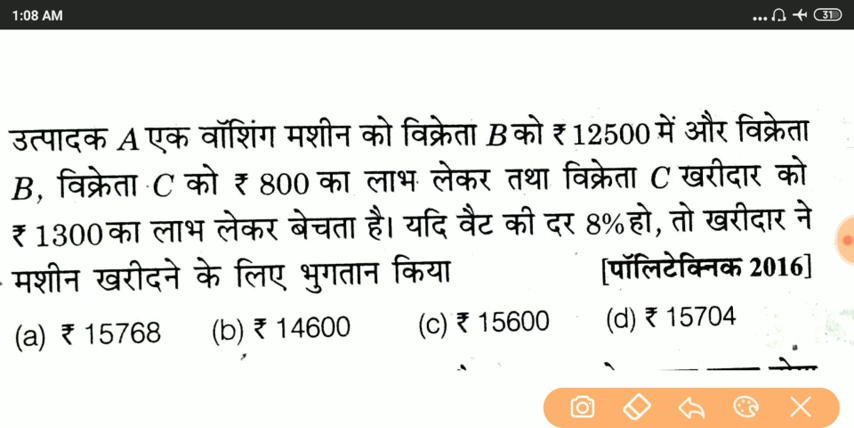 1:08 AM
31
उत्पादक A एक वॉशिंग मशीन को विक्रेता B को ₹ 12500 में और विक्रेता
B, विक्रेता C को ₹ 800 का लाभ लेकर तथा विक्रेता C खरीदार को
₹ 1300 का लाभ लेकर बेचता है। यदि वैट की दर 8% हो, तो खरीदार ने
मशीन खरीदने के लिए भुगतान किया [पॉलिटेक्निक 2016]
(a) ₹ 15768 (b) ₹ 14600 (c) ₹ 15600 (d) ₹ 15704